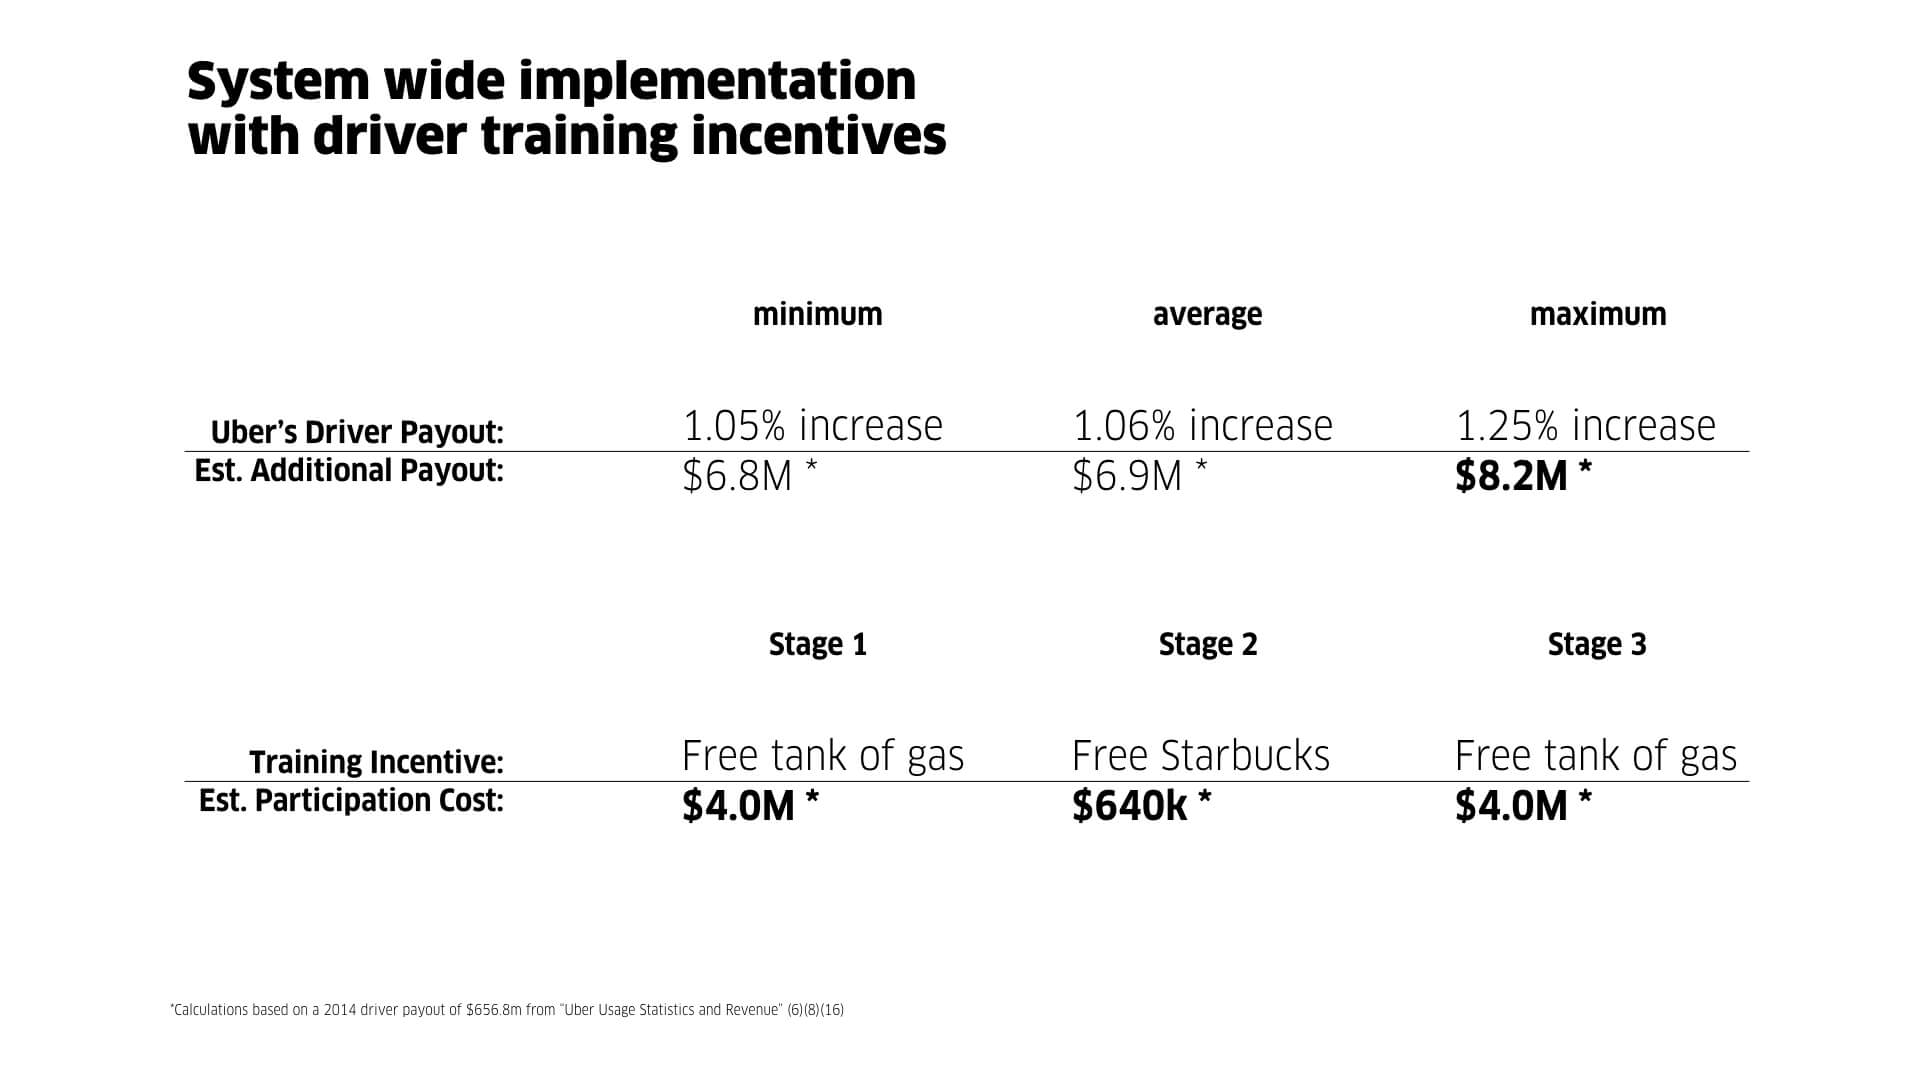 System wide implementation
with driver training incentives
minimum average maximum
Uber’s Driver Payout: 1.05% increase 1.06% increase 1.25% increase
Est. Additional Payout: $6.8M * $6.9M * $8.2M *
Stage 1 Stage 2 Stage 3
Training Incentive: Free tank of gas Free Starbucks Free tank of gas
Est. Participation Cost: $4.0M * $640k * $4.0M *
*Calculations based on a 2014 driver payout of $656.8m from "Uber Usage Statistics and Revenue" (6)(8)(16)